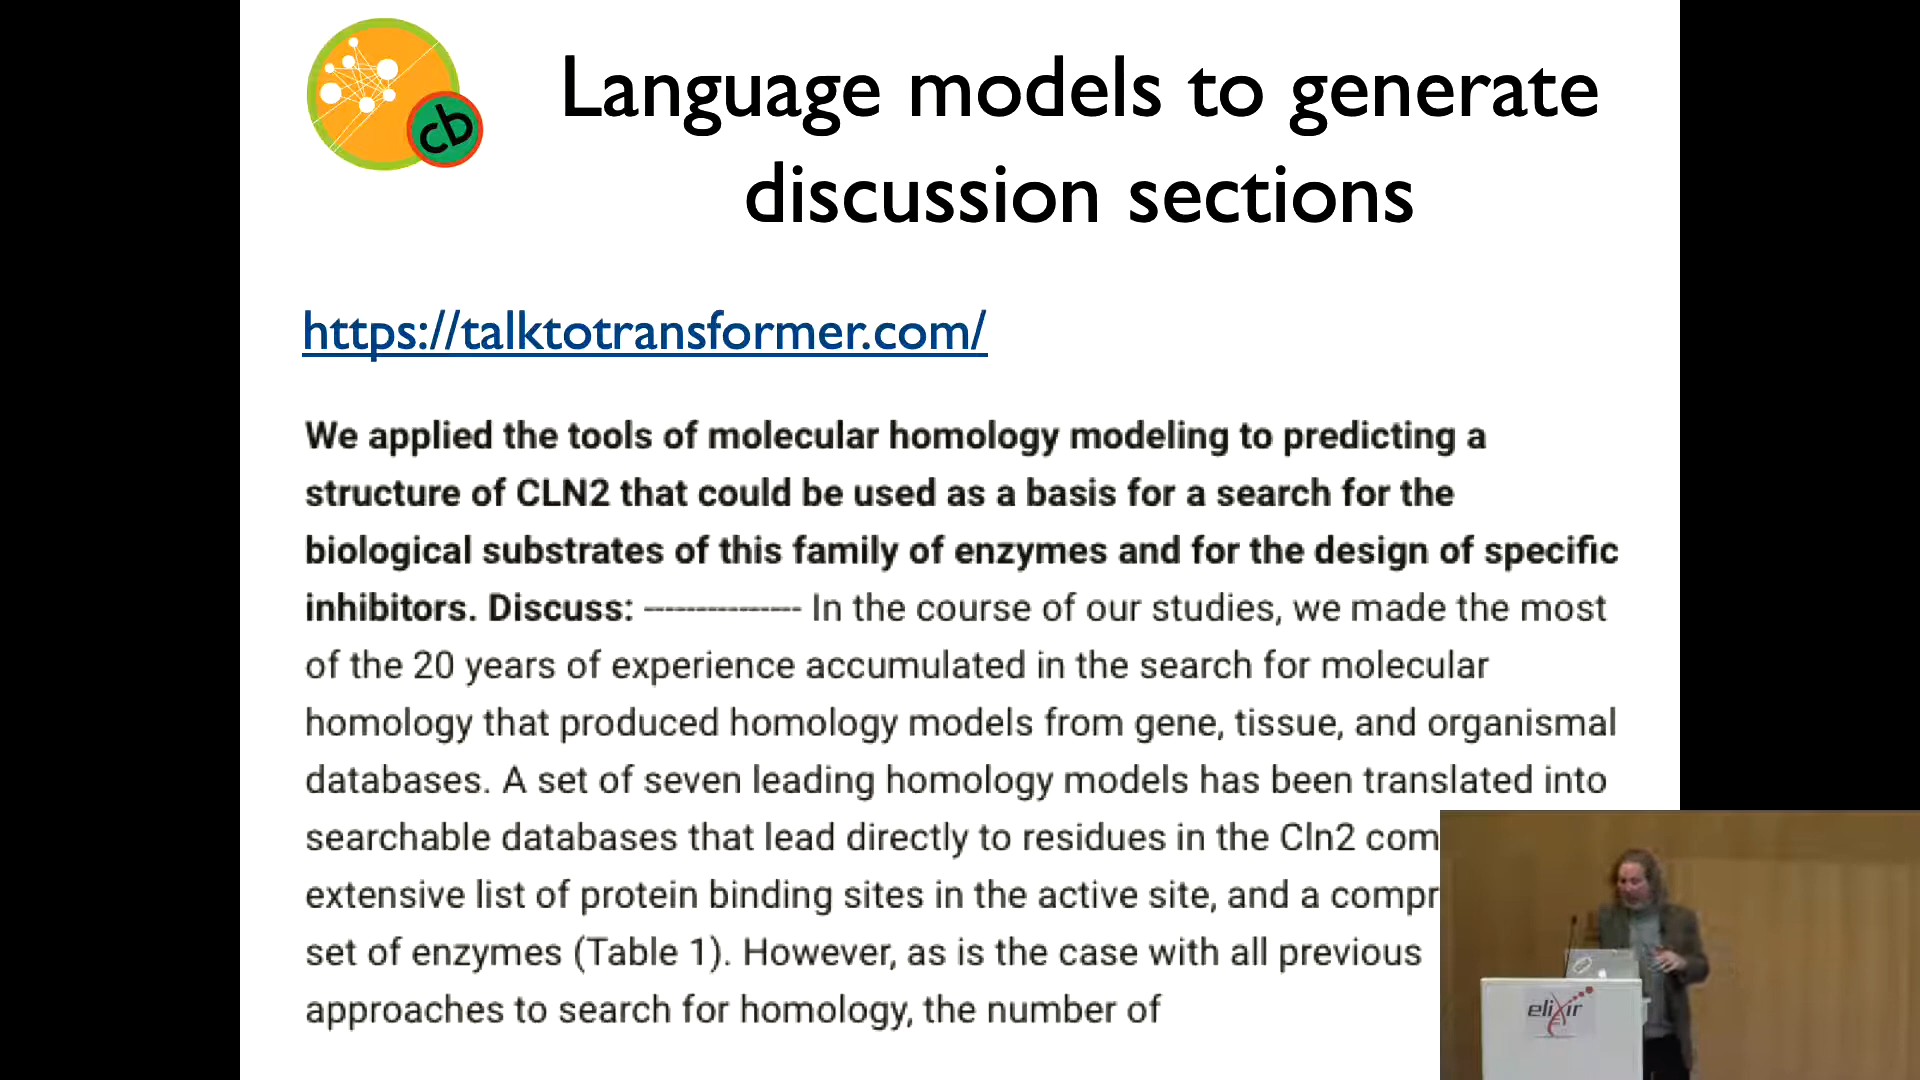 cb
Language models to generate
discussion sections
https://talktotransformer.com/
We applied the tools of molecular homology modeling to predicting a
structure of CLN2 that could be used as a basis for a search for the
biological substrates of this family of enzymes and for the design of specific
inhibitors. Discuss: --------------- In the course of our studies, we made the most
of the 20 years of experience accumulated in the search for molecular
homology that produced homology models from gene, tissue, and organismal
databases. A set of seven leading homology models has been translated into
searchable databases that lead directly to residues in the Cln2 com
extensive list of protein binding sites in the active site, and a compr
set of enzymes (Table 1). However, as is the case with all previous
approaches to search for homology, the number of
elixir